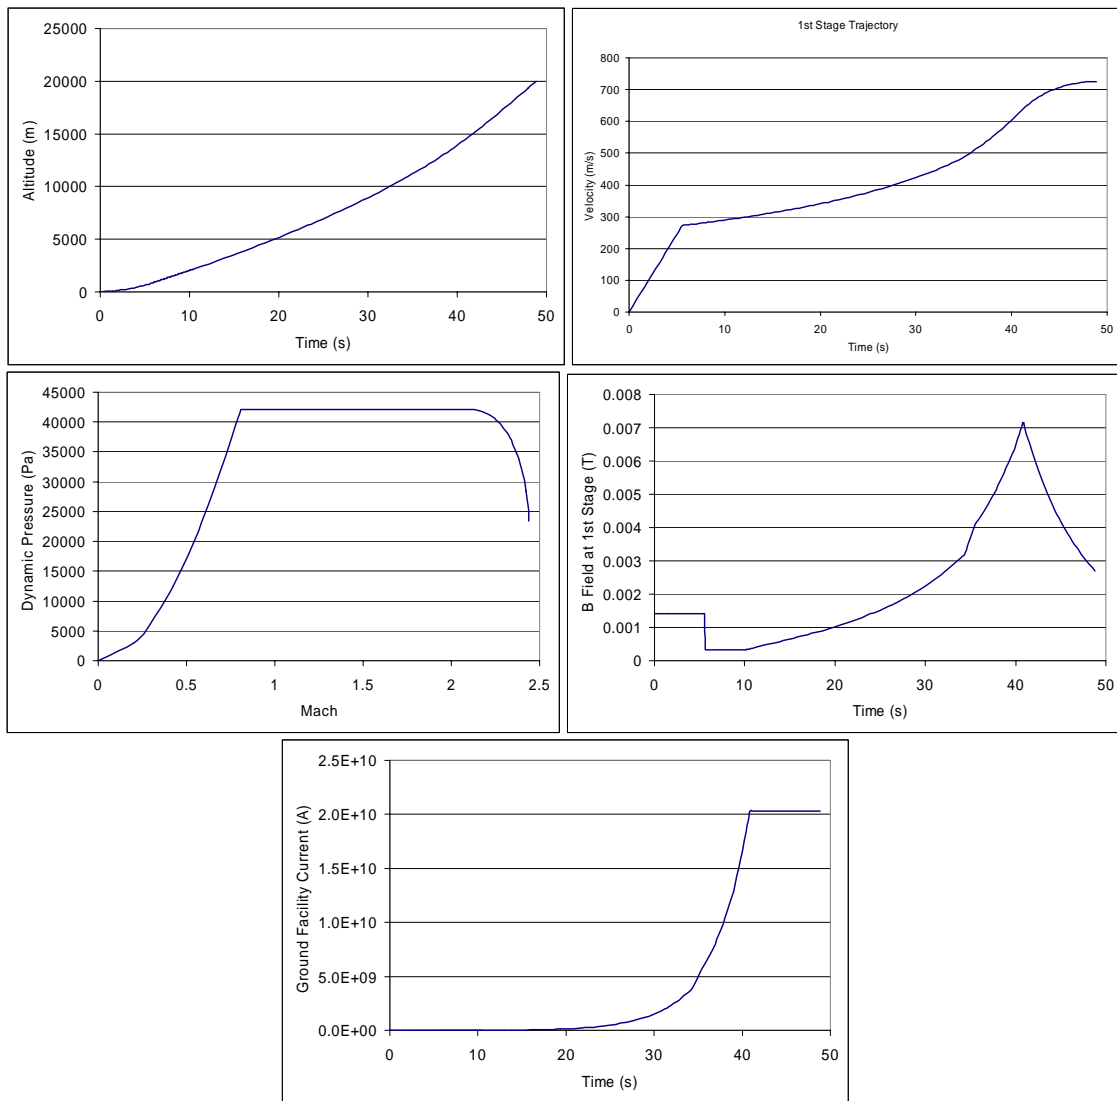 25000
20000
15000
10000
5000
0
Altitude (m)
0 10 20 30 40 50
Time (s)
1st Stage Trajectory
800
700
600
500
400
300
200
100
0
Velocity (m/s)
0 10 20 30 40 50
Time (s)
45000
40000
35000
30000
25000
20000
15000
10000
5000
0
Dynamic Pressure (Pa)
0 0.5 1 1.5 2 2.5
Mach
0.008
0.007
0.006
0.005
0.004
0.003
0.002
0.001
0
B Field at 1st Stage (T)
0 10 20 30 40 50
Time (s)
2.5E+10
2.0E+10
1.5E+10
1.0E+10
5.0E+09
0.0E+00
Ground Facility Current (A)
0 10 20 30 40 50
Time (s)